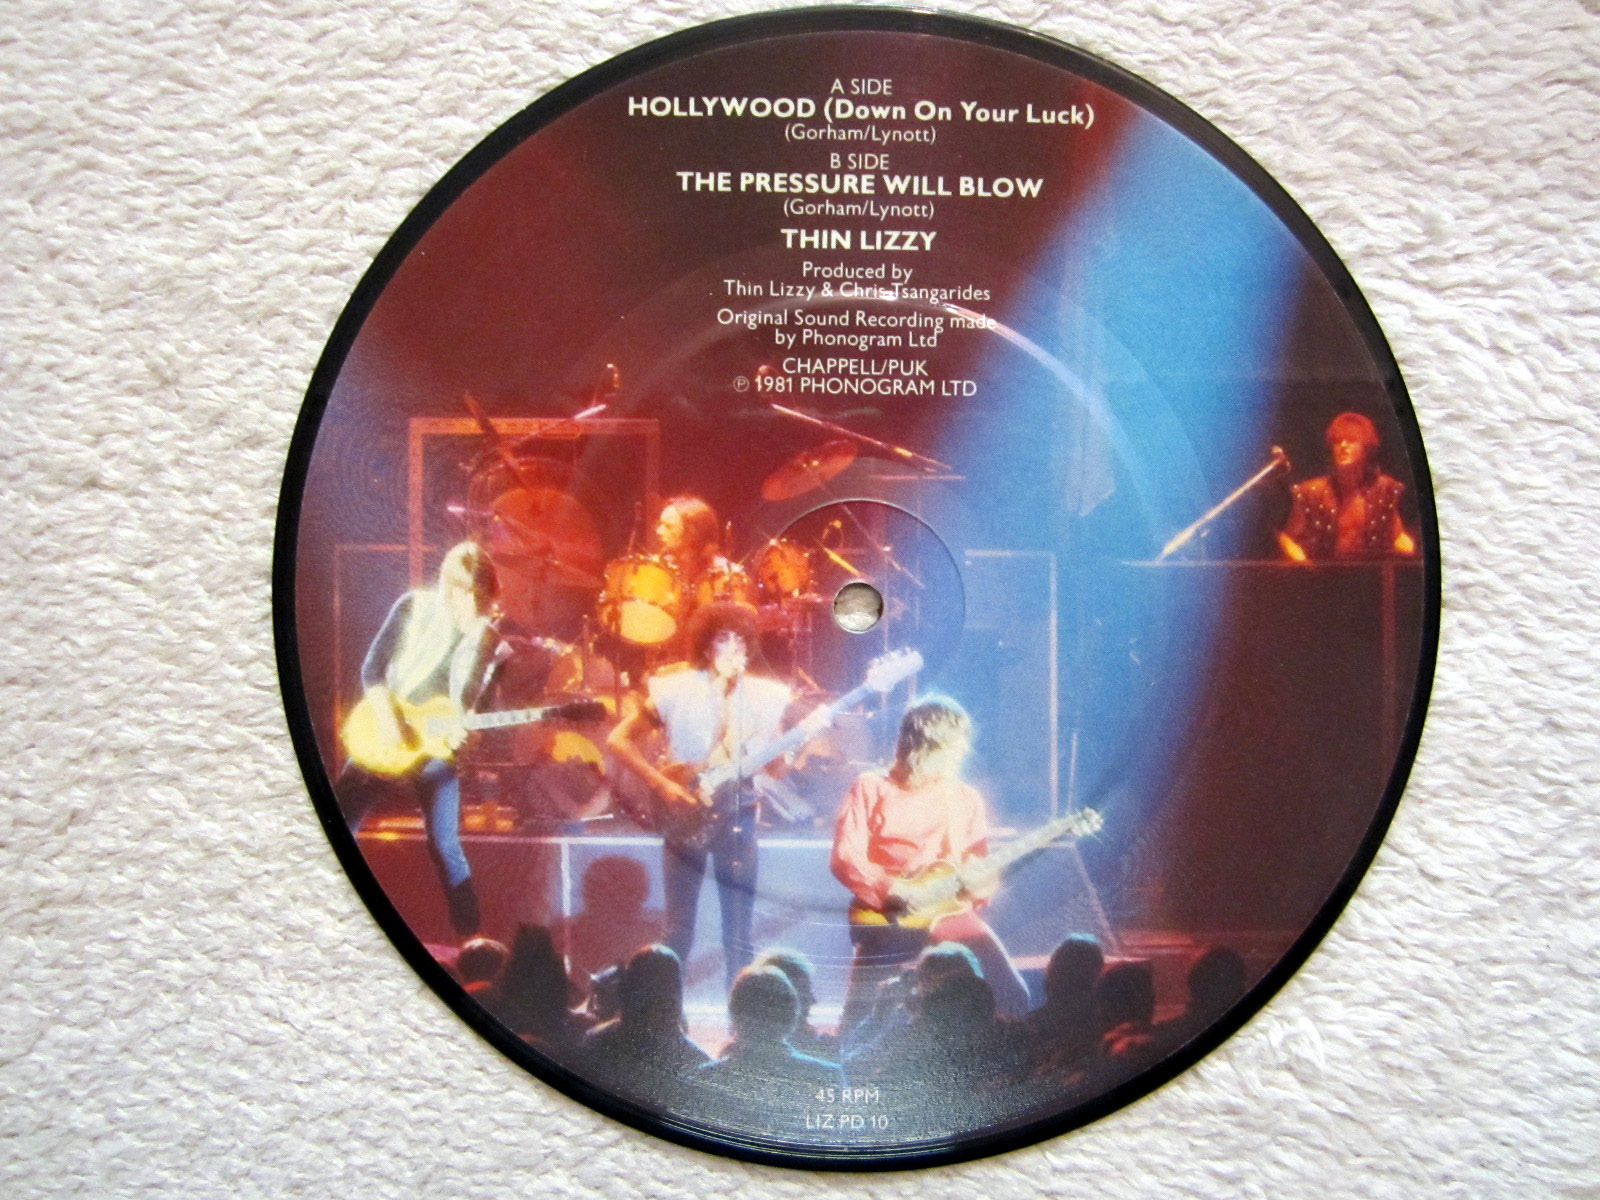 A SIDE
HOLLYWOOD (Down On Your Luck)
(Gorham/Lynott)
B SIDE
THE PRESSURE WILL BLOW
(Gorham/Lynott)
THIN LIZZY
Produced by
Thin Lizzy & Chris Tsangarides
Original Sound Recording made
by Phonogram Ltd
CHAPPELL/PUK
℗ 1981 PHONOGRAM LTD
45 RPM
LIZ PD 10